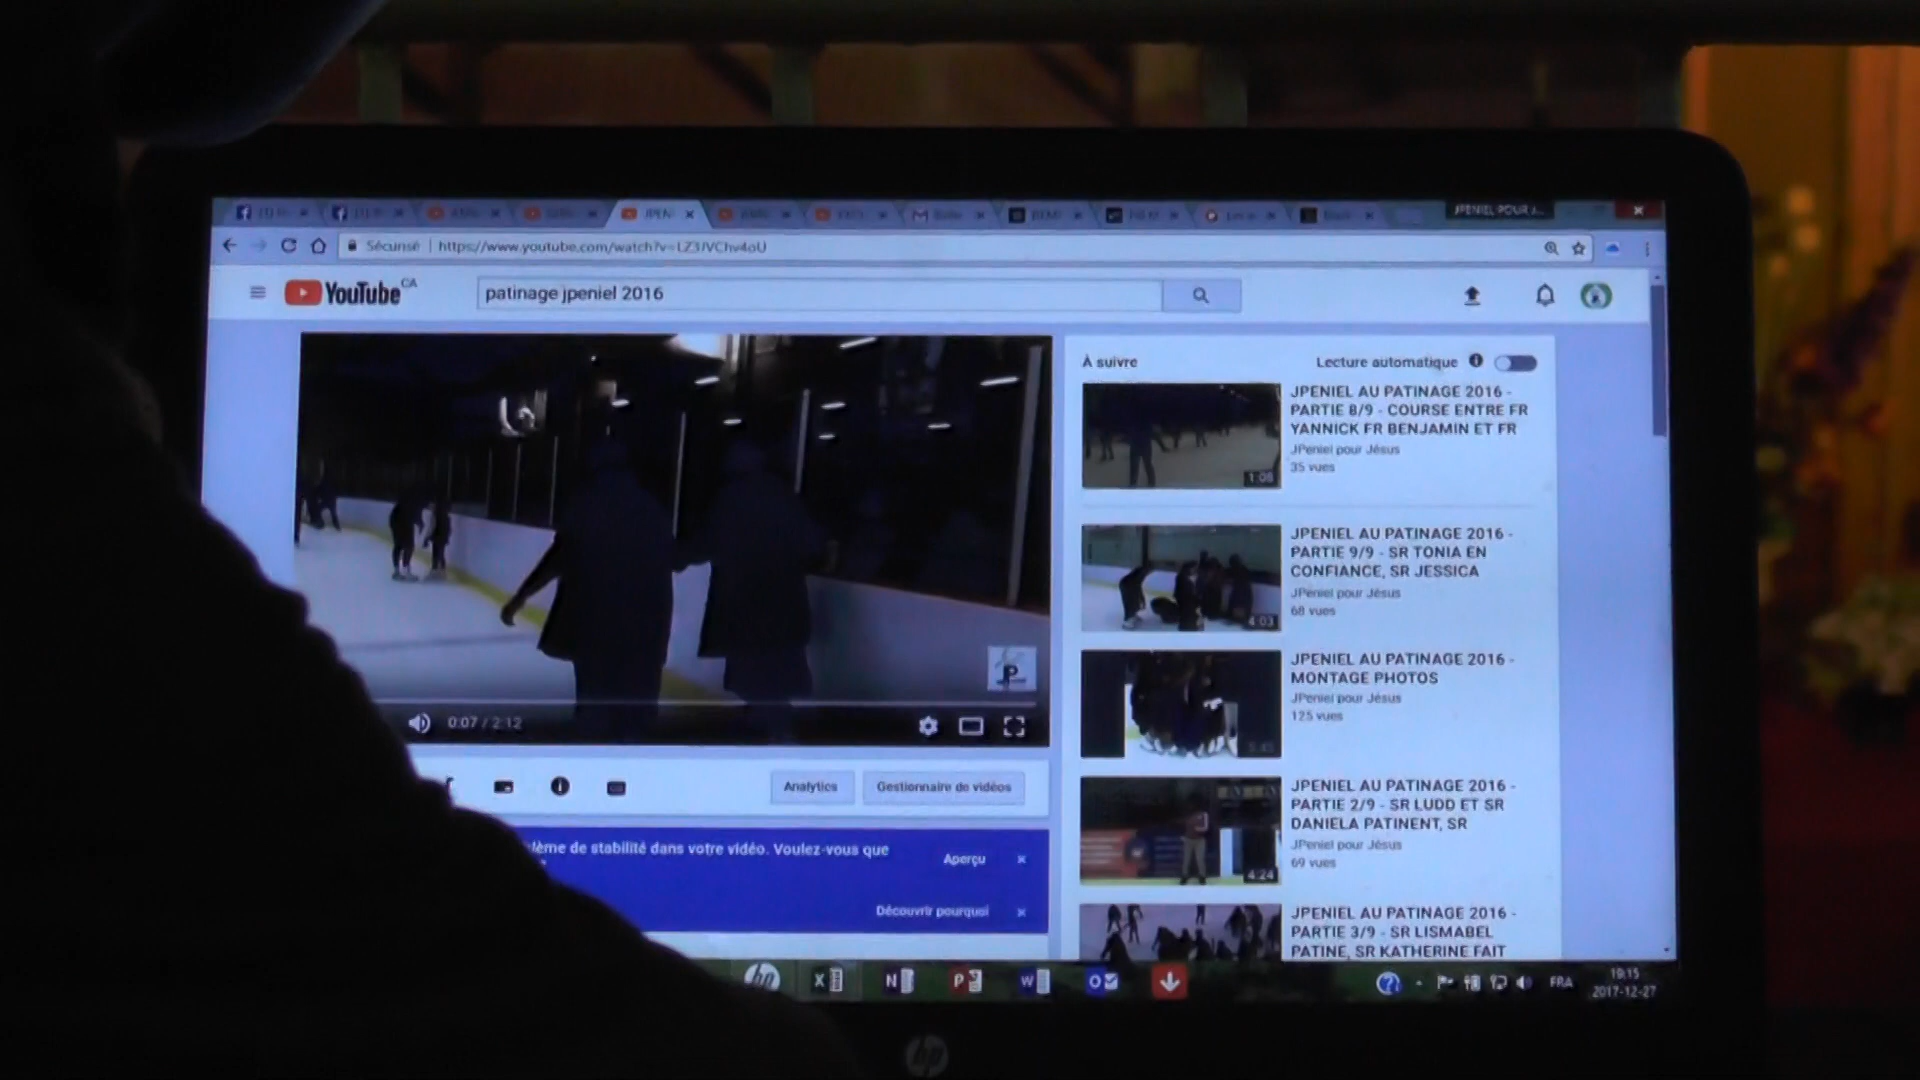 JPENIEL POUR J...
Sécurisé | https://www.youtube.com/watch?v=LZ3JVChv4oU
YouTube CA
patinage jpeniel 2016
À suivre
Lecture automatique
JPENIEL AU PATINAGE 2016 -
PARTIE 8/9 - COURSE ENTRE FR
YANNICK FR BENJAMIN ET FR
JPeniel pour Jésus
35 vues
1:08
JPENIEL AU PATINAGE 2016 -
PARTIE 9/9 - SR TONIA EN
CONFIANCE, SR JESSICA
JPeniel pour Jésus
68 vues
4:03
JPENIEL AU PATINAGE 2016 -
MONTAGE PHOTOS
JPeniel pour Jésus
125 vues
JPENIEL AU PATINAGE 2016 -
PARTIE 2/9 - SR LUDD ET SR
DANIELA PATINENT, SR
JPeniel pour Jésus
69 vues
4:24
JPENIEL AU PATINAGE 2016 -
PARTIE 3/9 - SR LISMABEL
PATINE, SR KATHERINE FAIT
0:07 / 2:12
Analytics
Gestionnaire de vidéos
de stabilité dans votre vidéo. Voulez-vous que
Aperçu
Découvrir pourquoi
FRA
19:15
2017-12-27
hp